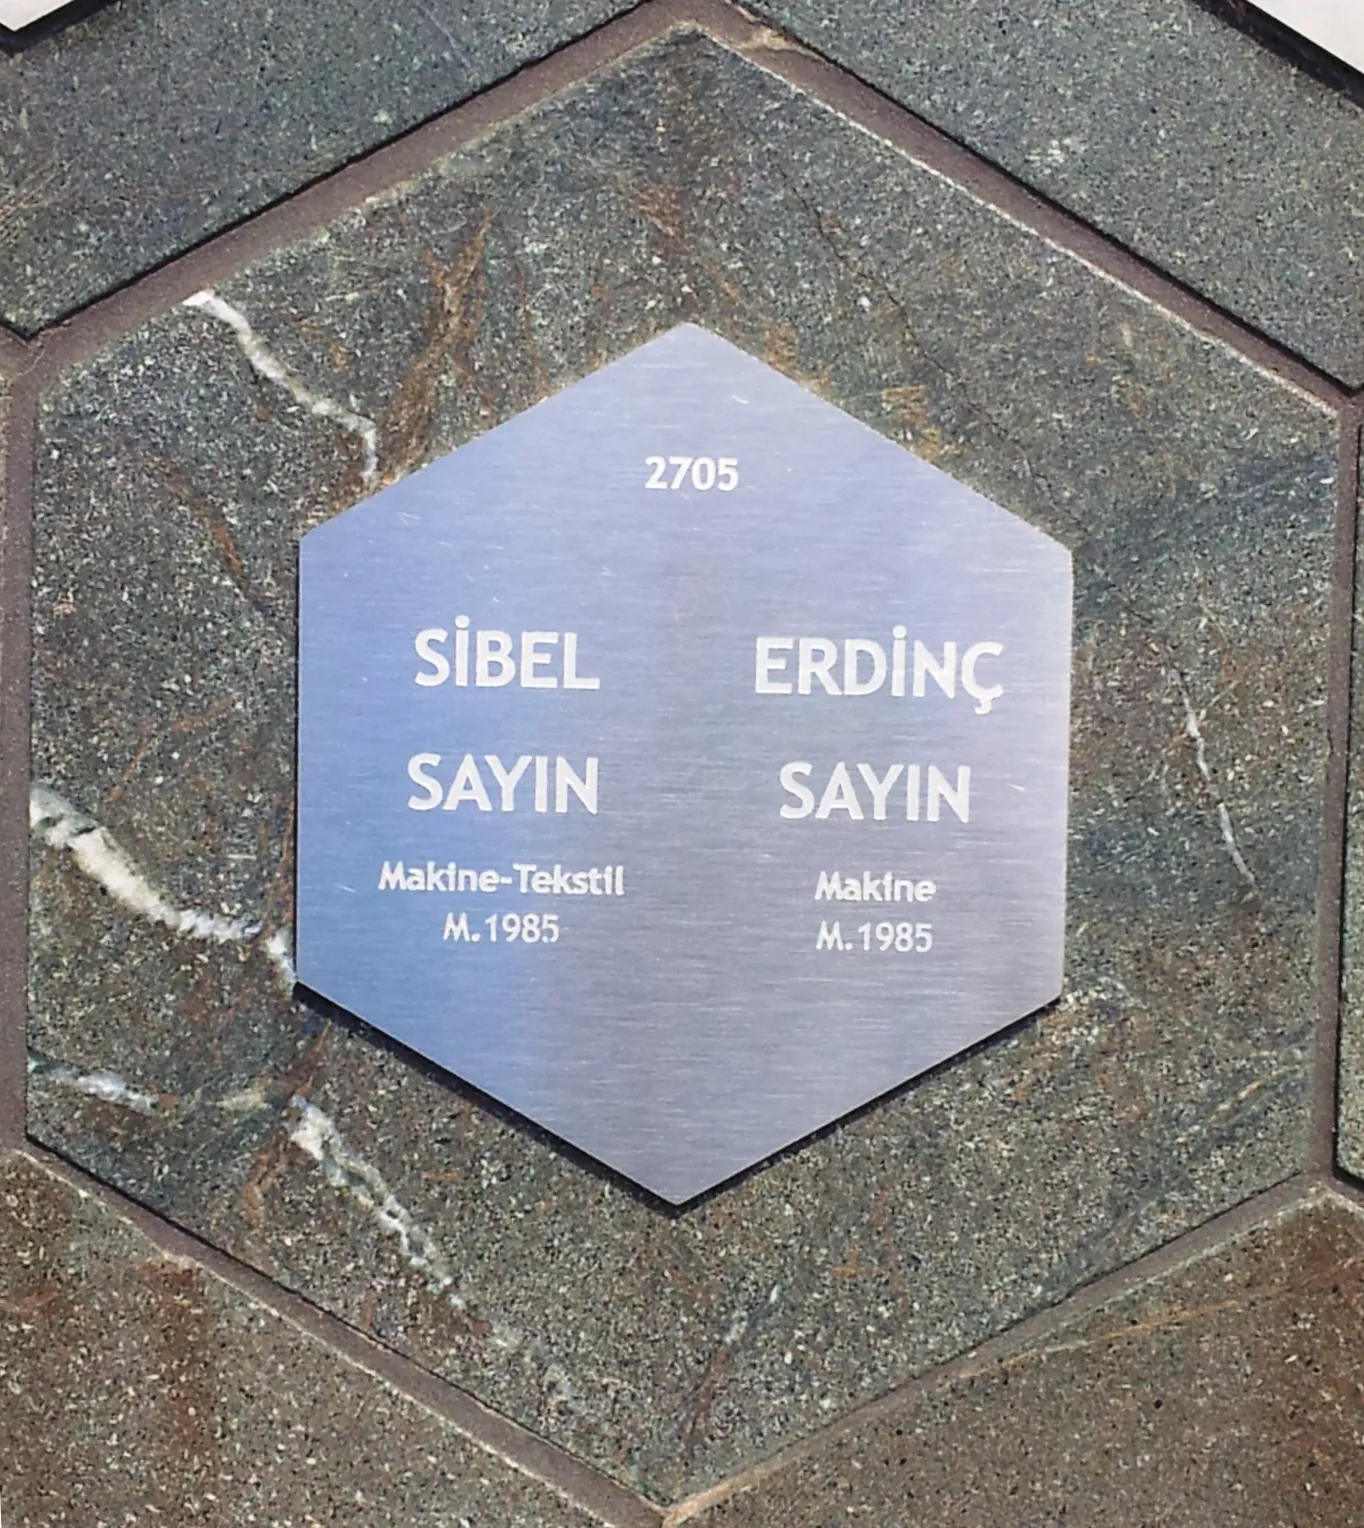 2705
SİBEL
SAYIN
Makine-Tekstil
M.1985
ERDİNÇ
SAYIN
Makine
M.1985